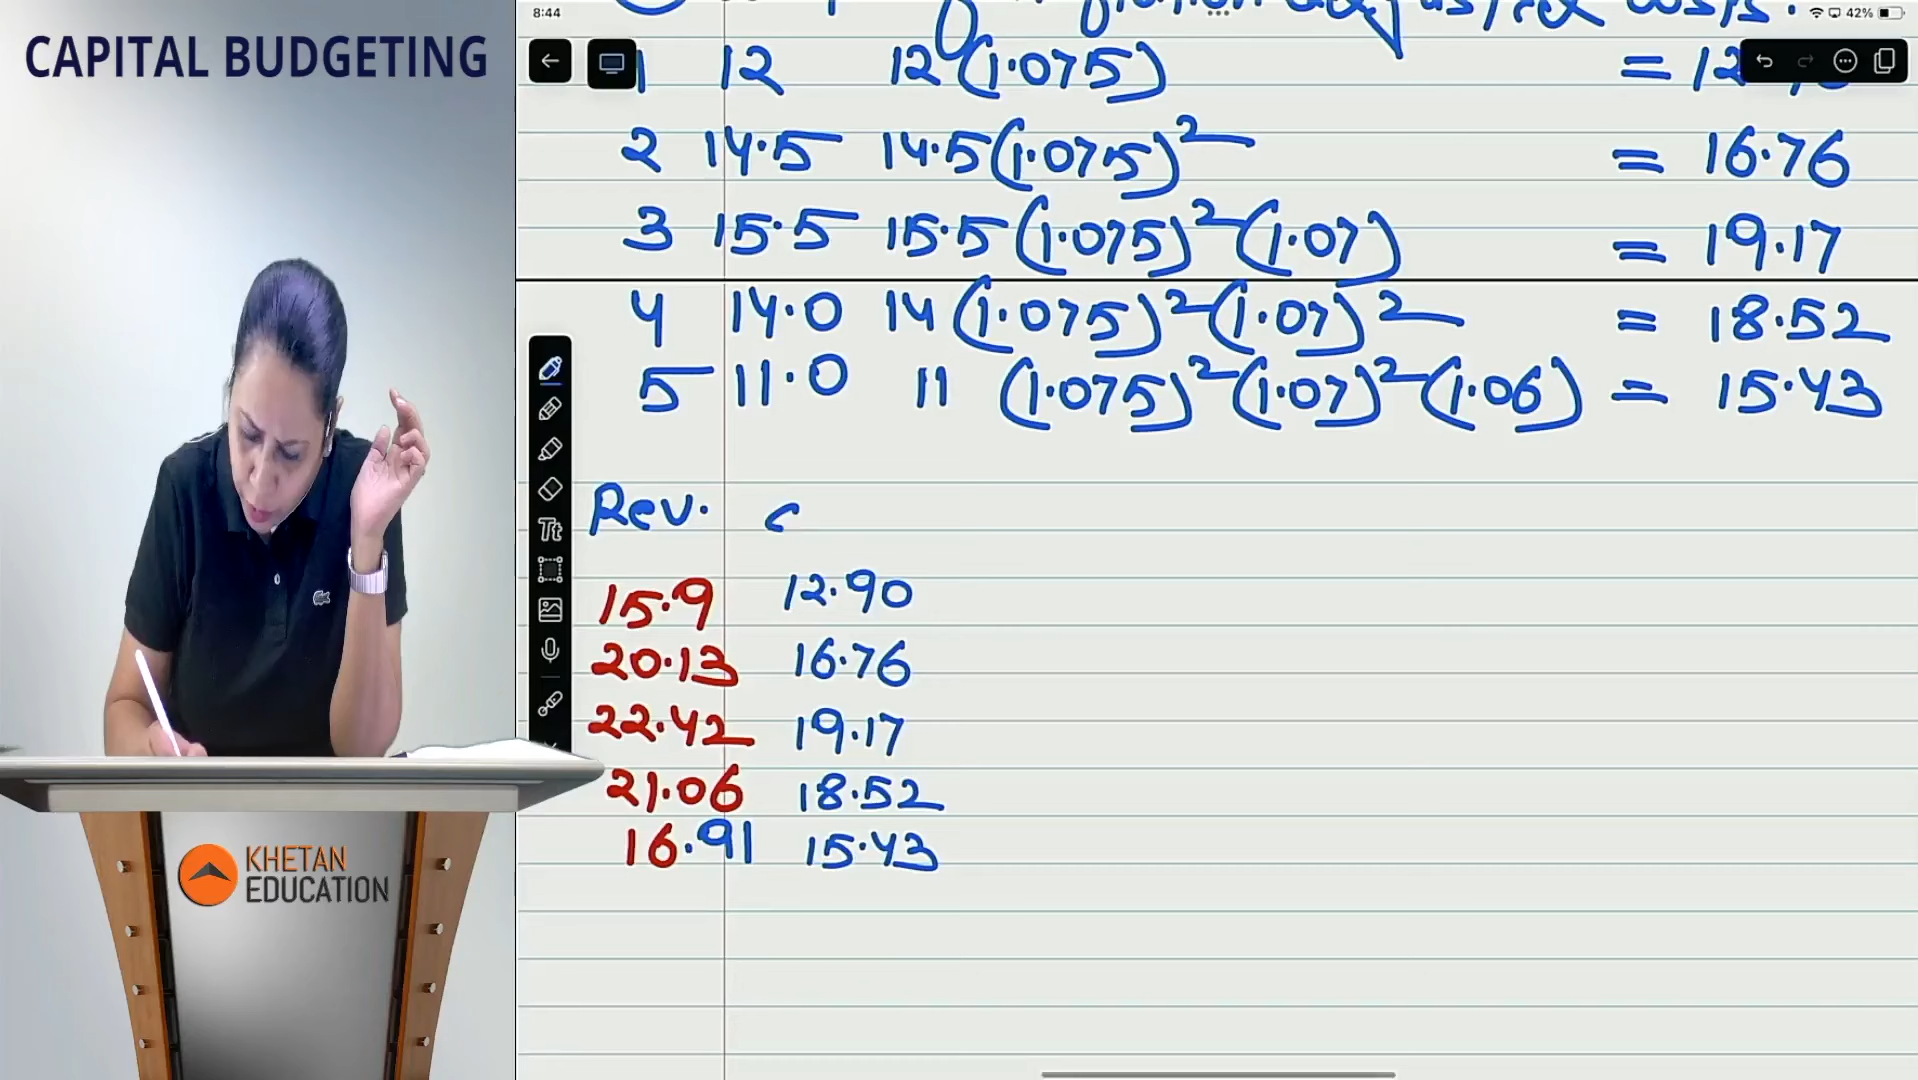 CAPITAL BUDGETING
8:44
42%
1 12 12(1.075) = 12
2 14.5 14.5(1.075)² = 16.76
3 15.5 15.5(1.075)²(1.07) = 19.17
4 14.0 14(1.075)²(1.07)² = 18.52
5 11.0 11 (1.075)²(1.07)²(1.06) = 15.43
Tt
Rev. C
15.9 12.90
20.13 16.76
22.42 19.17
21.06 18.52
16.91 15.43
KHETAN
EDUCATION